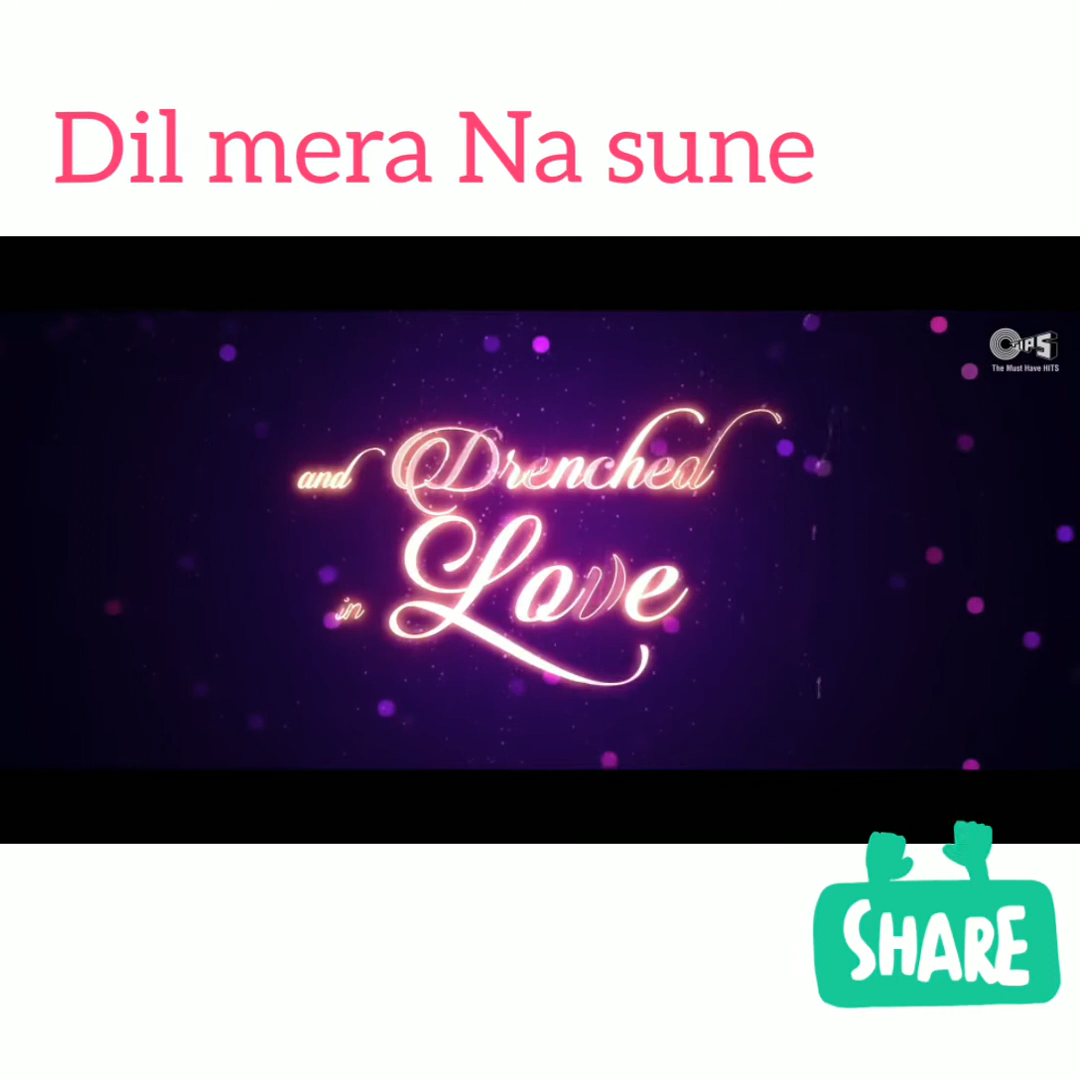 Dil mera Na sune
TIPS
The Must Have HITS
and Drenched
in Love
SHARE